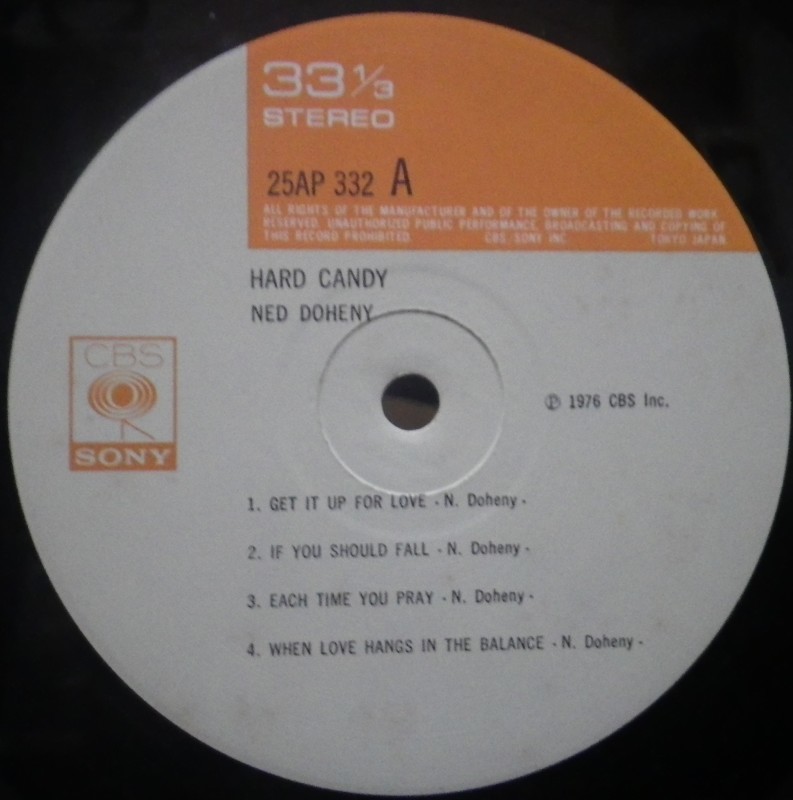 33 1/3
STEREO
25AP 332 A
ALL RIGHTS OF THE MANUFACTURER AND OF THE OWNER OF THE RECORDED WORK
RESERVED. UNAUTHORIZED PUBLIC PERFORMANCE, BROADCASTING AND COPYING OF
THIS RECORD PROHIBITED. CBS/SONY INC. TOKYO JAPAN
HARD CANDY
NED DOHENY
CBS
SONY
℗ 1976 CBS Inc.
1. GET IT UP FOR LOVE - N. Doheny -
2. IF YOU SHOULD FALL - N. Doheny -
3. EACH TIME YOU PRAY - N. Doheny -
4. WHEN LOVE HANGS IN THE BALANCE - N. Doheny -